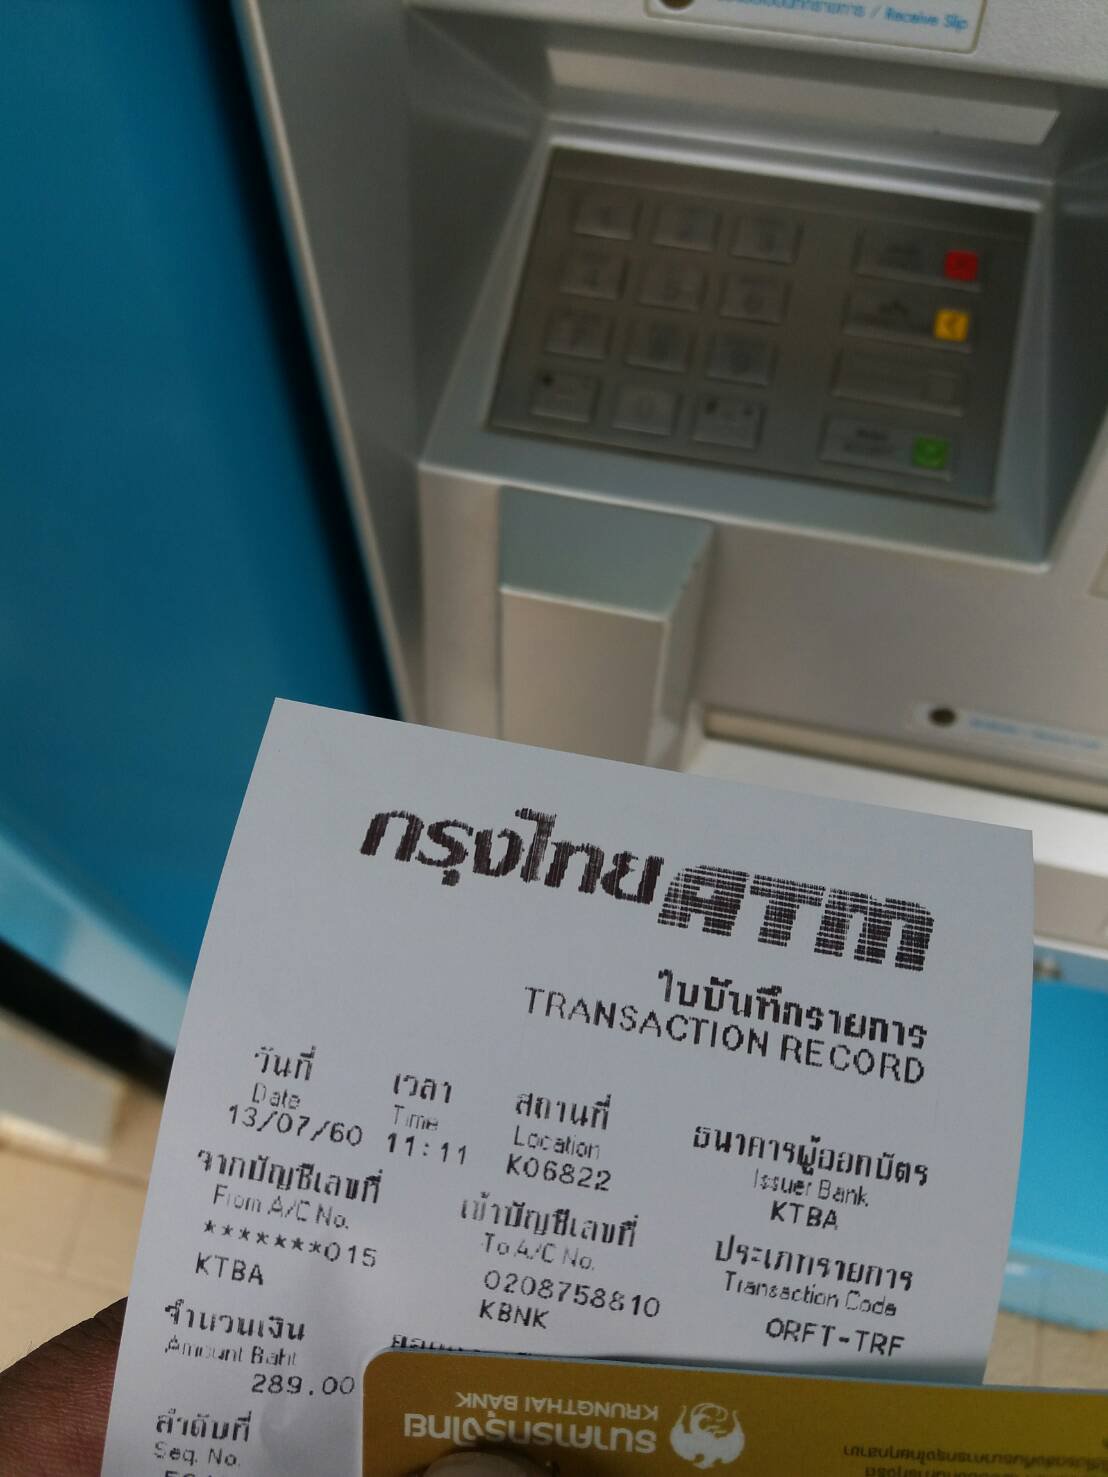 / Receive Slip
กรุงไทย ATM
ใบบันทึกรายการ
TRANSACTION RECORD
วันที่ เวลา สถานที่ ธนาคารผู้ออกบัตร
Date Time Location Issuer Bank
13/07/60 11:11 K06822 KTBA
จากบัญชีเลขที่ เข้าบัญชีเลขที่ ประเภทรายการ
From A/C No. To A/C No. Transaction Code
*******015 0208758810 ORFT-TRF
KTBA KBNK
จำนวนเงิน
Amount Baht
289.00
ลำดับที่
Seq. No.
ธนาคารกรุงไทย
KRUNGTHAI BANK